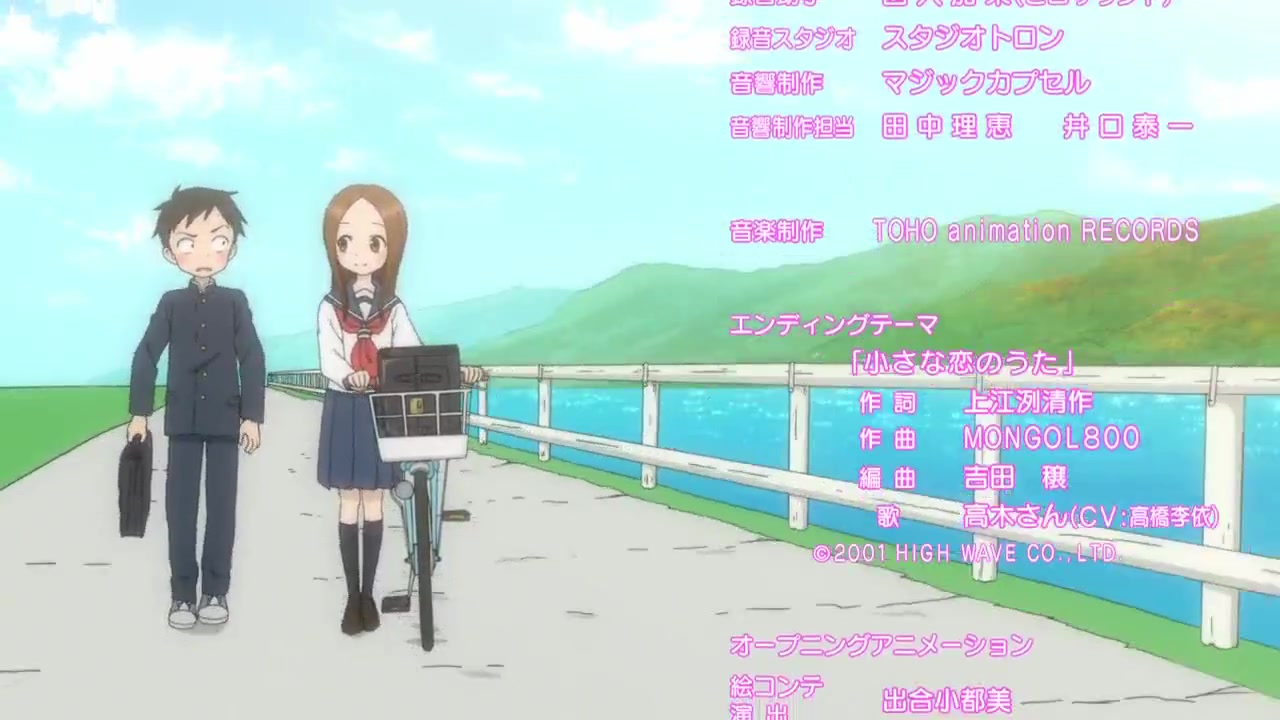 録音スタジオ　スタジオトロン
音響制作　マジックカプセル
音響制作担当　田中理恵　井口泰一
音楽制作　TOHO animation RECORDS
エンディングテーマ
「小さな恋のうた」
作詞　上江洌清作
作曲　MONGOL800
編曲　吉田　穣
歌　高木さん(CV:高橋李依)
©2001 HIGH WAVE CO.,LTD.
オープニングアニメーション
絵コンテ
演出　出合小都美